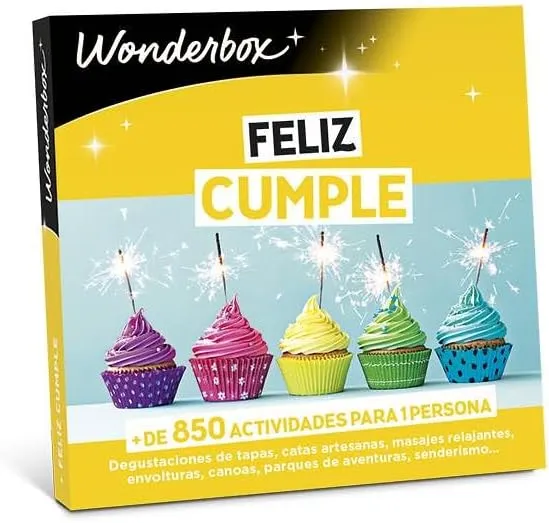 Wonderbox
FELIZ
CUMPLE
+DE 850 ACTIVIDADES PARA 1 PERSONA
Degustaciones de tapas, catas artesanas, masajes relajantes,
envolturas, canoas, parques de aventuras, senderismo...
Wonderbox
+ FELIZ CUMPLE